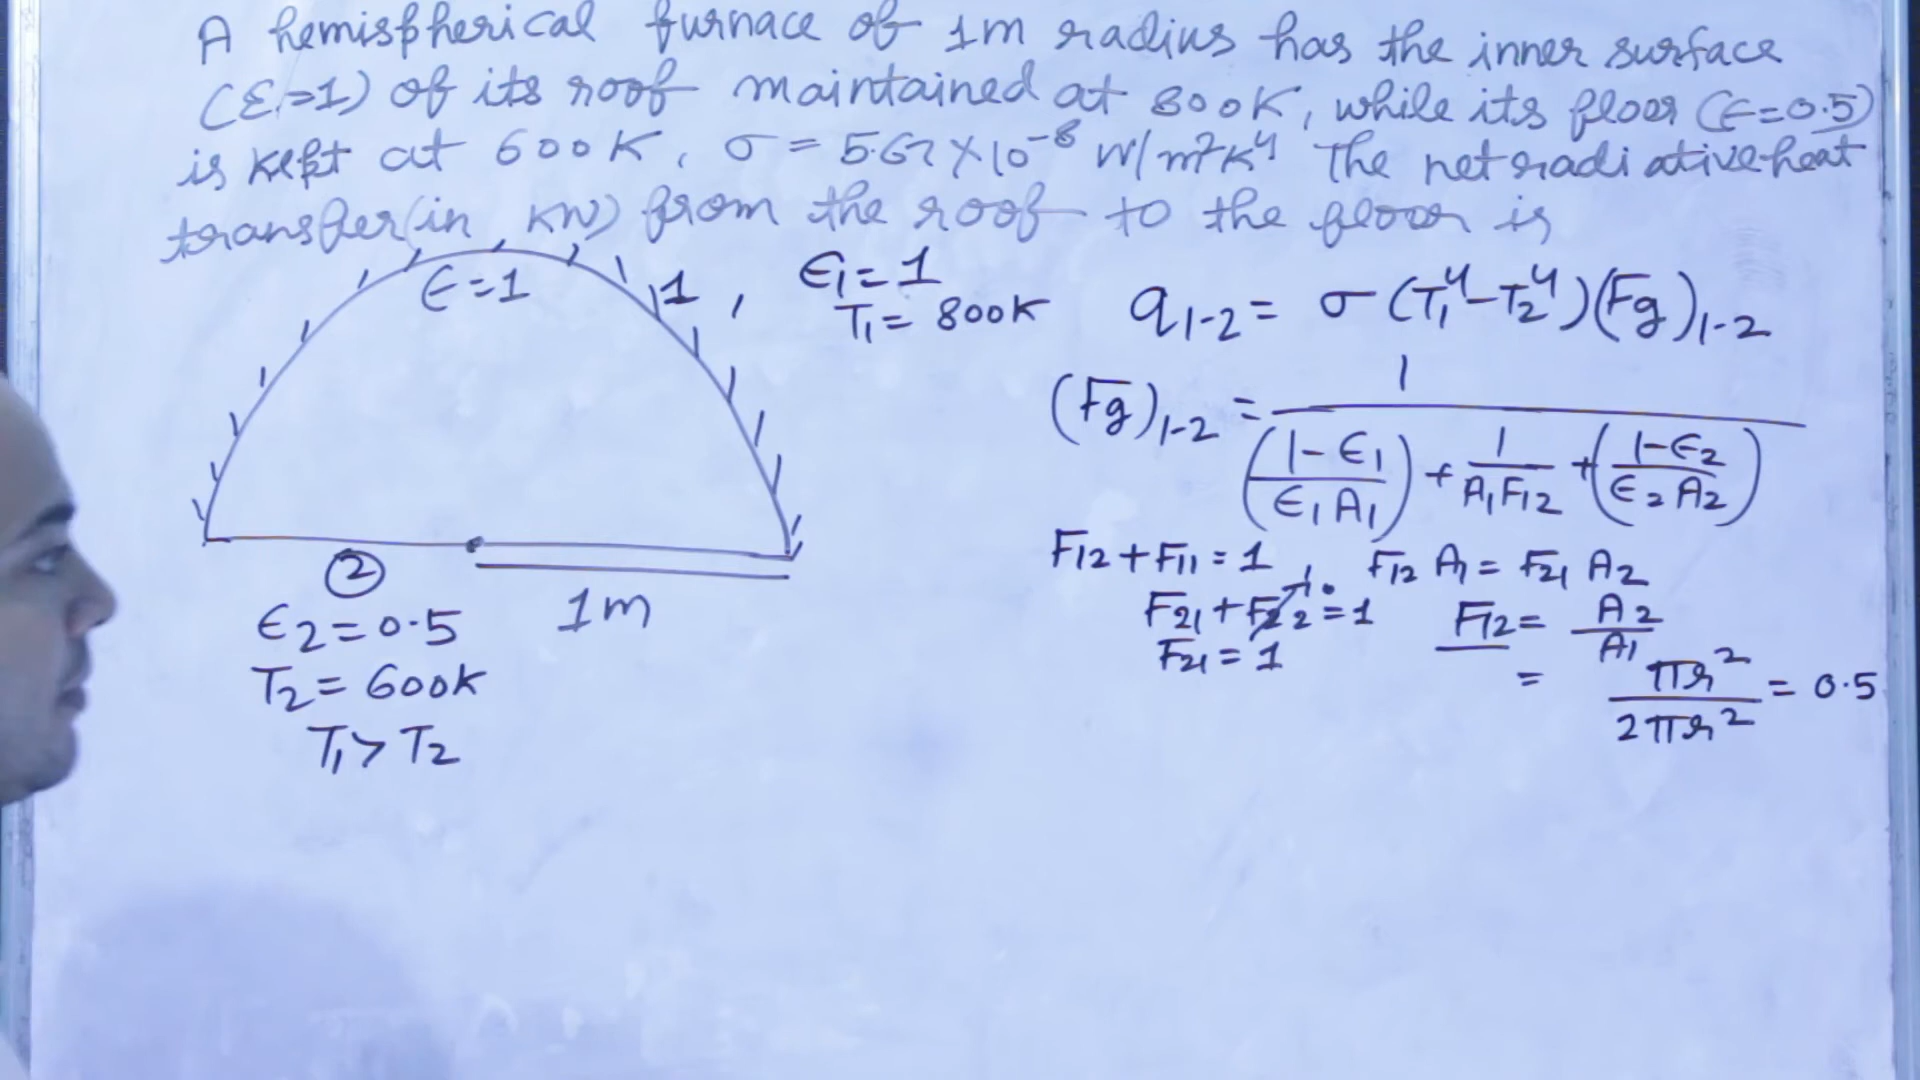 A hemispherical furnace of 1m radius has the inner surface
(ε=1) of its roof maintained at 800K, while its floor (ε=0.5)
is kept at 600K. σ = 5.67×10⁻⁸ W/m²K⁴ The net radiative heat
transfer (in KW) from the roof to the floor is
ε=1
1 , ε₁=1
T₁= 800K
q₁₋₂= σ (T₁⁴-T₂⁴)(Fg)₁₋₂
(Fg)₁₋₂ = 1
(1-ε₁ / ε₁A₁) + 1 / A₁F₁₂ + (1-ε₂ / ε₂A₂)
F₁₂+F₁₁=1 , F₁₂ A₁ = F₂₁ A₂
F₂₁+F₂₂=1 F₁₂= A₂ / A₁
F₂₁=1
= πr² / 2πr² = 0.5
2
1m
ε₂=0.5
T₂= 600K
T₁> T₂